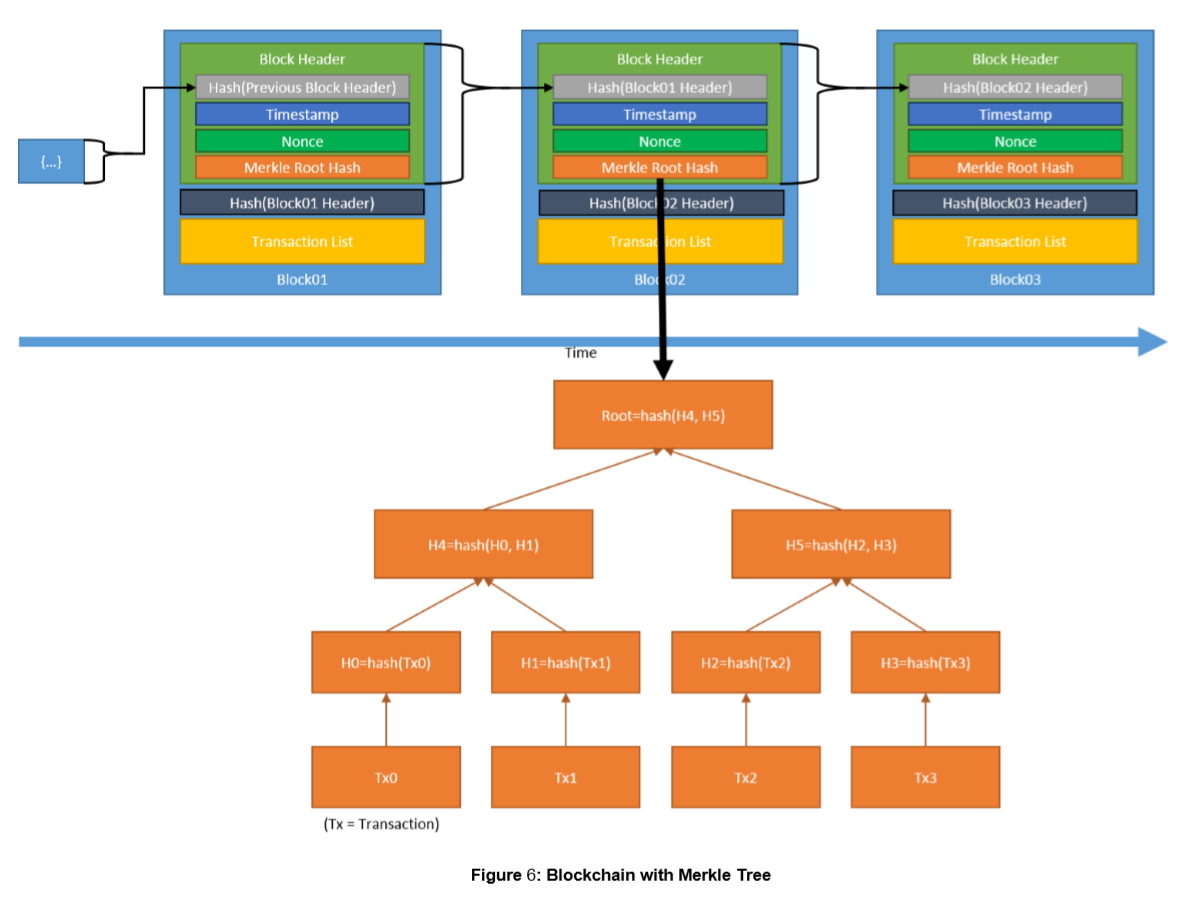 {...}
Block Header
Hash(Previous Block Header)
Timestamp
Nonce
Merkle Root Hash
Hash(Block01 Header)
Transaction List
Block01
Block Header
Hash(Block01 Header)
Timestamp
Nonce
Merkle Root Hash
Hash(Block02 Header)
Transaction List
Block02
Block Header
Hash(Block02 Header)
Timestamp
Nonce
Merkle Root Hash
Hash(Block03 Header)
Transaction List
Block03
Time
Root=hash(H4, H5)
H4=hash(H0, H1)
H5=hash(H2, H3)
H0=hash(Tx0)
H1=hash(Tx1)
H2=hash(Tx2)
H3=hash(Tx3)
Tx0
Tx1
Tx2
Tx3
(Tx = Transaction)
Figure 6: Blockchain with Merkle Tree